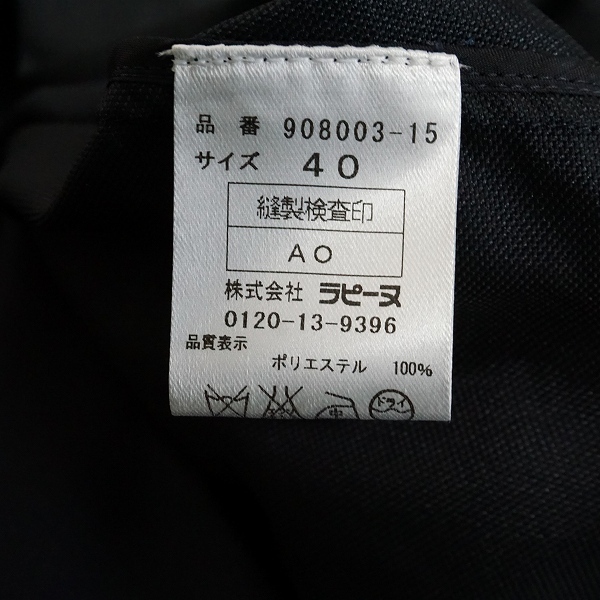 品番 908003-15
サイズ 40
縫製検査印
AO
株式会社 ラピーヌ
0120-13-9396
品質表示
ポリエステル 100%
中 ドライ